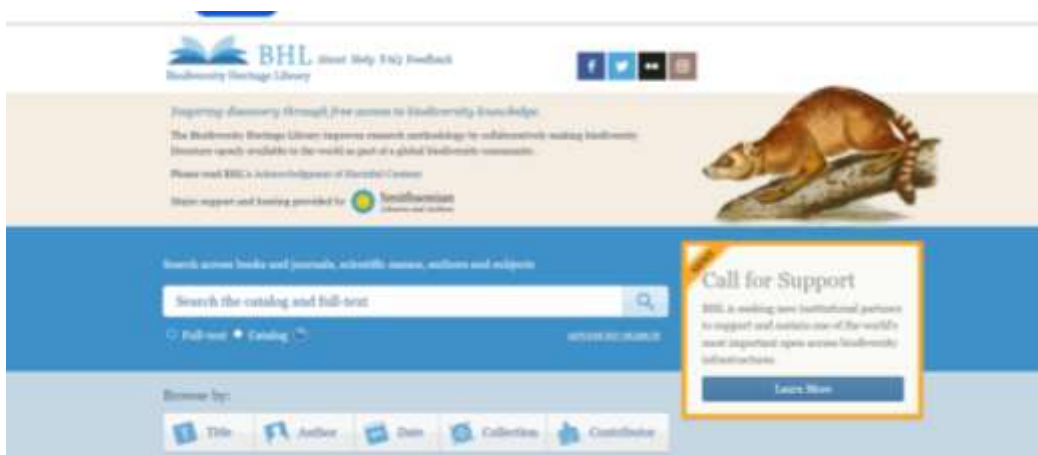 BHL About Help FAQ Feedback
Biodiversity Heritage Library
Inspiring discovery through free access to biodiversity knowledge.
The Biodiversity Heritage Library improves research methodology by collaboratively making biodiversity
literature openly available to the world as part of a global biodiversity community.
Please read BHL's Acknowledgment of Harmful Content
Major support and hosting provided by Smithsonian
Libraries and Archives
Search across books and journals, scientific names, authors and subjects
Search the catalog and full-text
Full-text Catalog
ADVANCED SEARCH
Call for Support
BHL is seeking new institutional partners
to support and sustain one of the world's
most important open access biodiversity
infrastructures.
Learn More
Browse by:
Title Author Date Collection Contributor